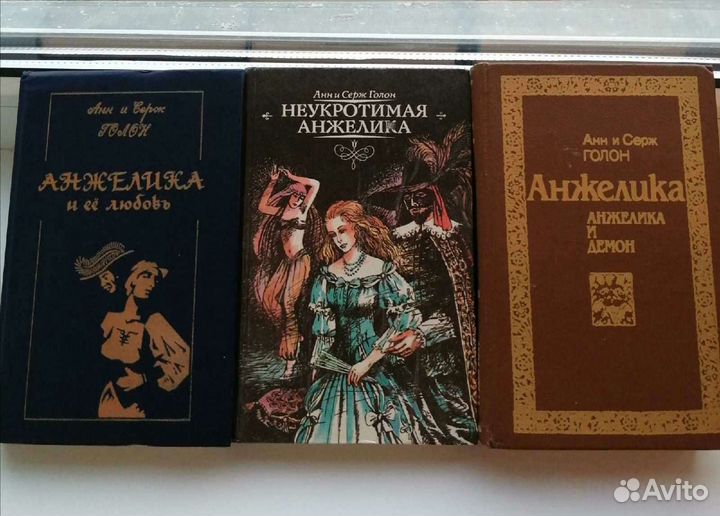 Анн и Серж
ГОЛОН
АНЖЕЛИКА
и её любовь
Анн и Серж Голон
НЕУКРОТИМАЯ
АНЖЕЛИКА
Анн и Серж
ГОЛОН
Анжелика
АНЖЕЛИКА
И
ДЕМОН
Avito